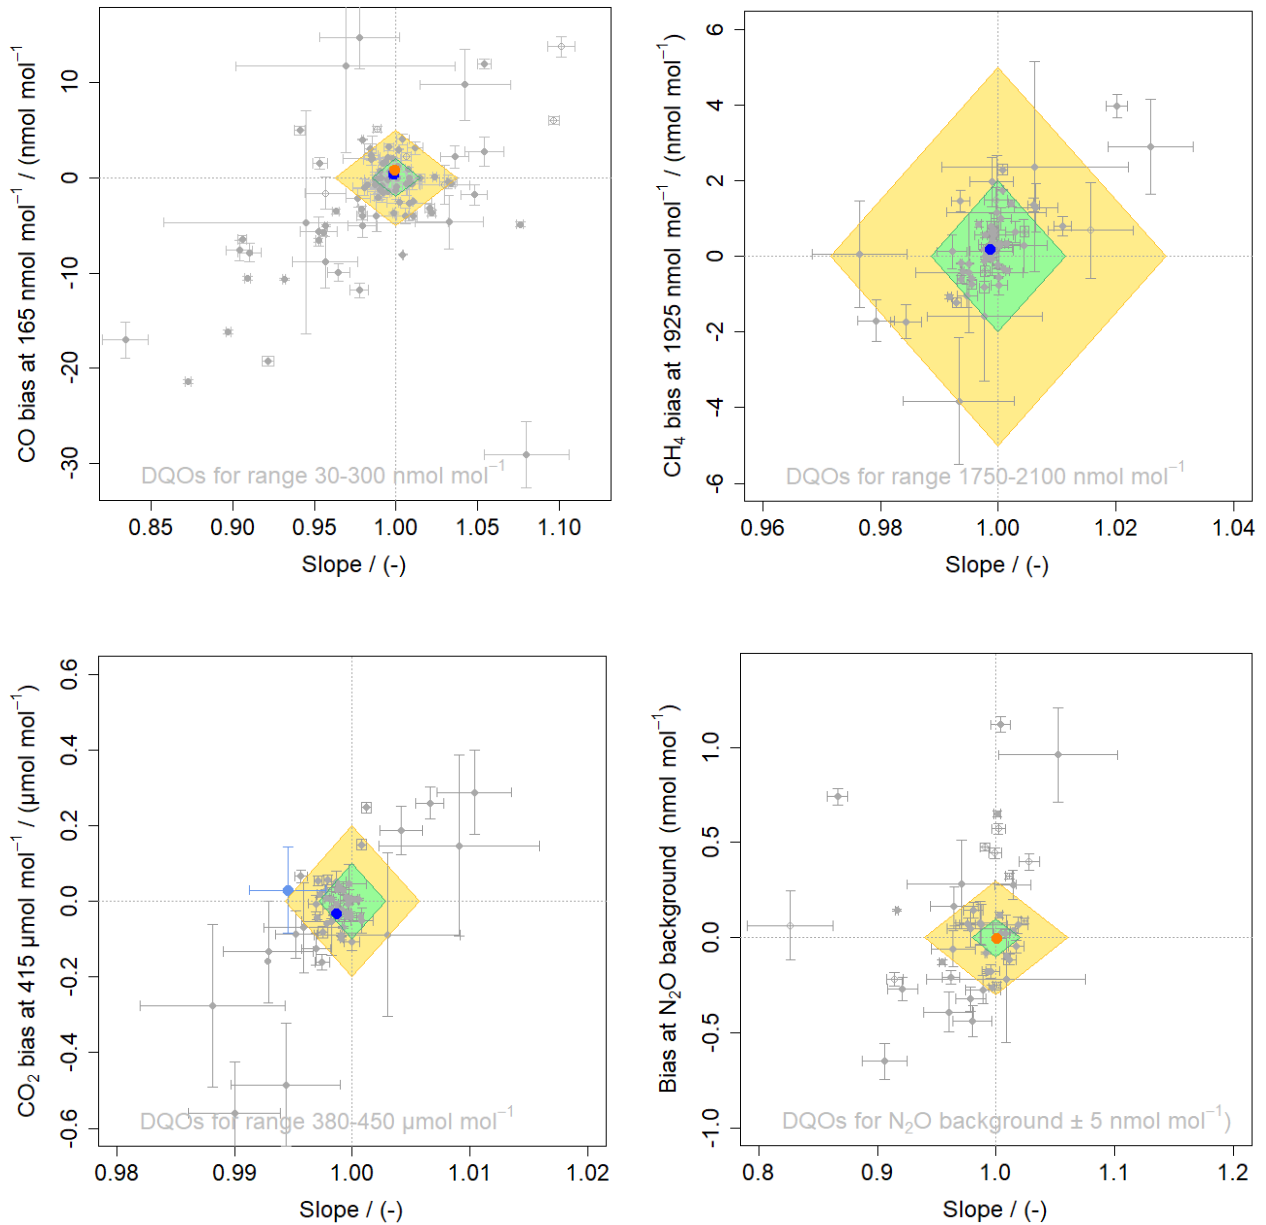 CO bias at 165 nmol mol⁻¹ / (nmol mol⁻¹)
10
0
-10
-20
-30
DQOs for range 30-300 nmol mol⁻¹
0.85 0.90 0.95 1.00 1.05 1.10
Slope / (-)
CH₄ bias at 1925 nmol mol⁻¹ / (nmol mol⁻¹)
6
4
2
0
-2
-4
-6
DQOs for range 1750-2100 nmol mol⁻¹
0.96 0.98 1.00 1.02 1.04
Slope / (-)
CO₂ bias at 415 µmol mol⁻¹ / (µmol mol⁻¹)
0.6
0.4
0.2
0.0
-0.2
-0.4
-0.6
DQOs for range 380-450 µmol mol⁻¹
0.98 0.99 1.00 1.01 1.02
Slope / (-)
Bias at N₂O background (nmol mol⁻¹)
1.0
0.5
0.0
-0.5
-1.0
DQOs for N₂O background ± 5 nmol mol⁻¹)
0.8 0.9 1.0 1.1 1.2
Slope / (-)